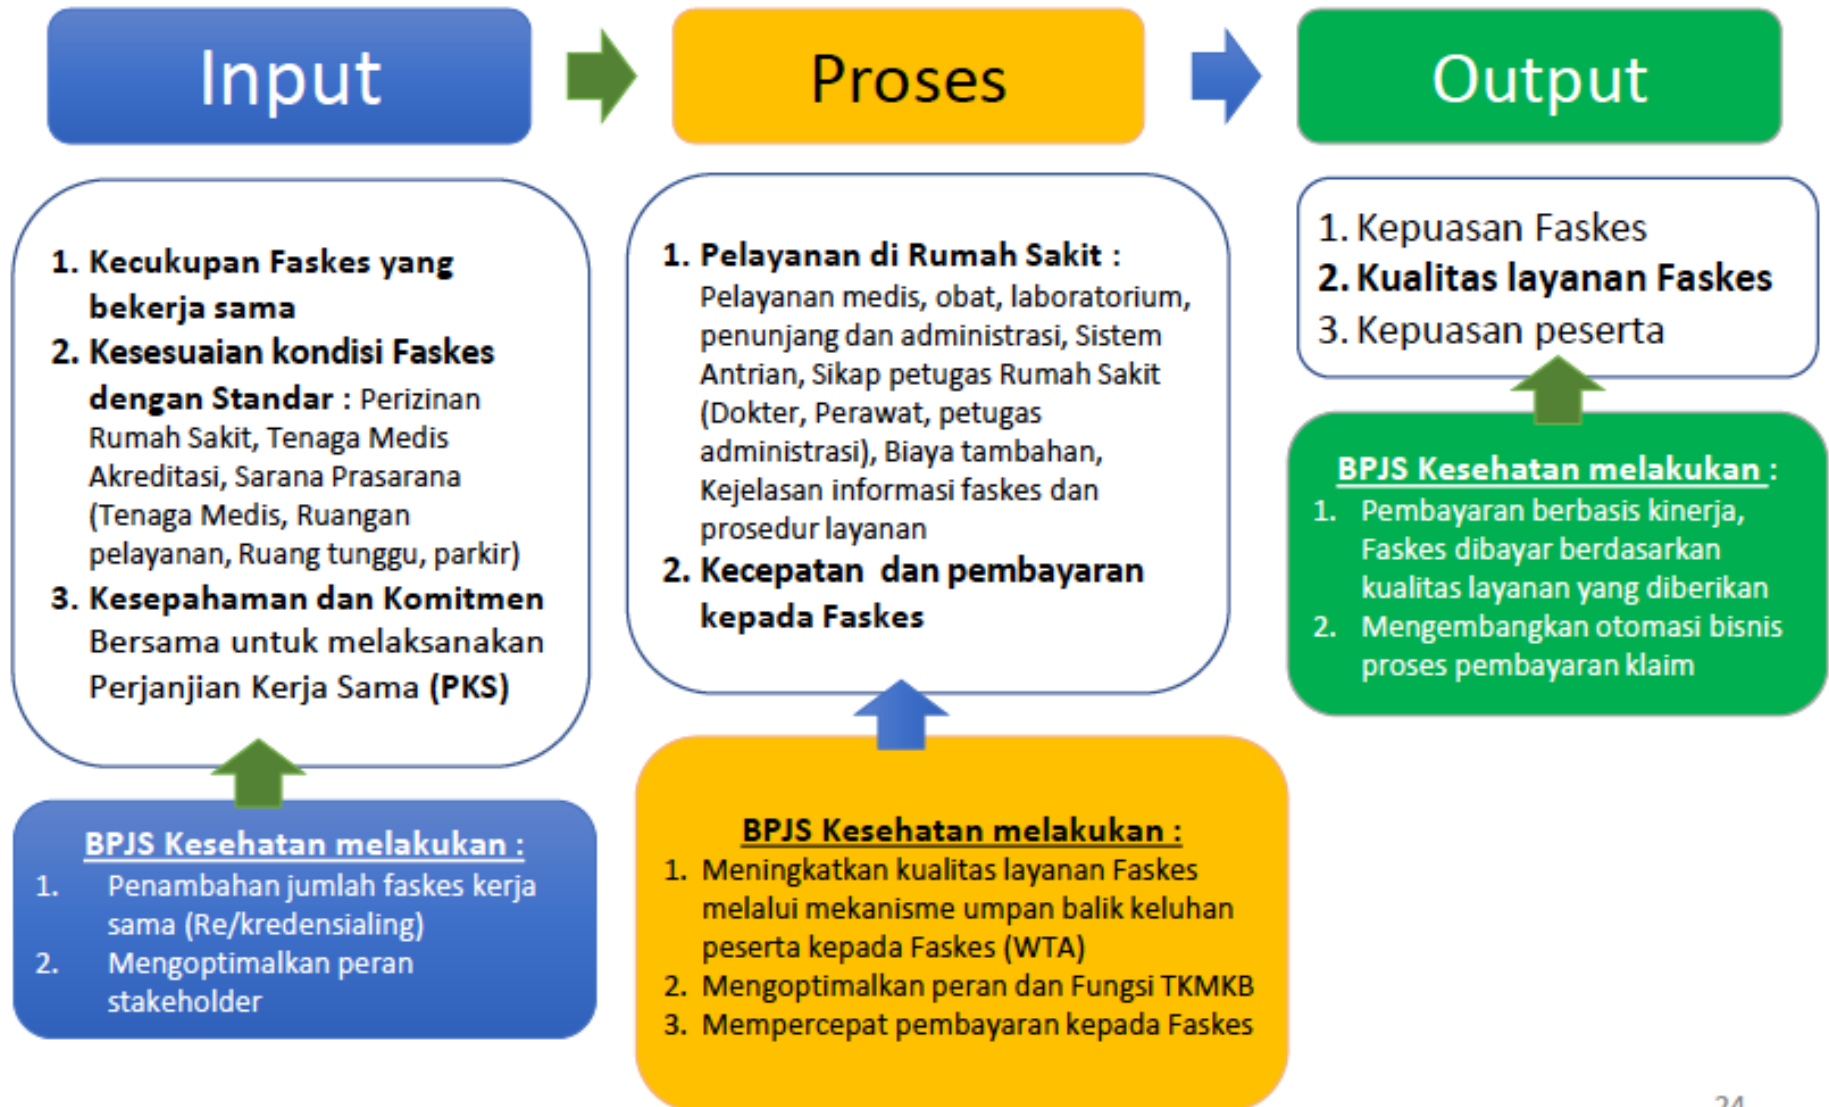 Input
Proses
Output
1. Kecukupan Faskes yang
bekerja sama
2. Kesesuaian kondisi Faskes
dengan Standar : Perizinan
Rumah Sakit, Tenaga Medis
Akreditasi, Sarana Prasarana
(Tenaga Medis, Ruangan
pelayanan, Ruang tunggu, parkir)
3. Kesepahaman dan Komitmen
Bersama untuk melaksanakan
Perjanjian Kerja Sama (PKS)
BPJS Kesehatan melakukan :
1. Penambahan jumlah faskes kerja
sama (Re/kredensialing)
2. Mengoptimalkan peran
stakeholder
1. Pelayanan di Rumah Sakit :
Pelayanan medis, obat, laboratorium,
penunjang dan administrasi, Sistem
Antrian, Sikap petugas Rumah Sakit
(Dokter, Perawat, petugas
administrasi), Biaya tambahan,
Kejelasan informasi faskes dan
prosedur layanan
2. Kecepatan dan pembayaran
kepada Faskes
BPJS Kesehatan melakukan :
1. Meningkatkan kualitas layanan Faskes
melalui mekanisme umpan balik keluhan
peserta kepada Faskes (WTA)
2. Mengoptimalkan peran dan Fungsi TKMKB
3. Mempercepat pembayaran kepada Faskes
1. Kepuasan Faskes
2. Kualitas layanan Faskes
3. Kepuasan peserta
BPJS Kesehatan melakukan :
1. Pembayaran berbasis kinerja,
Faskes dibayar berdasarkan
kualitas layanan yang diberikan
2. Mengembangkan otomasi bisnis
proses pembayaran klaim
24